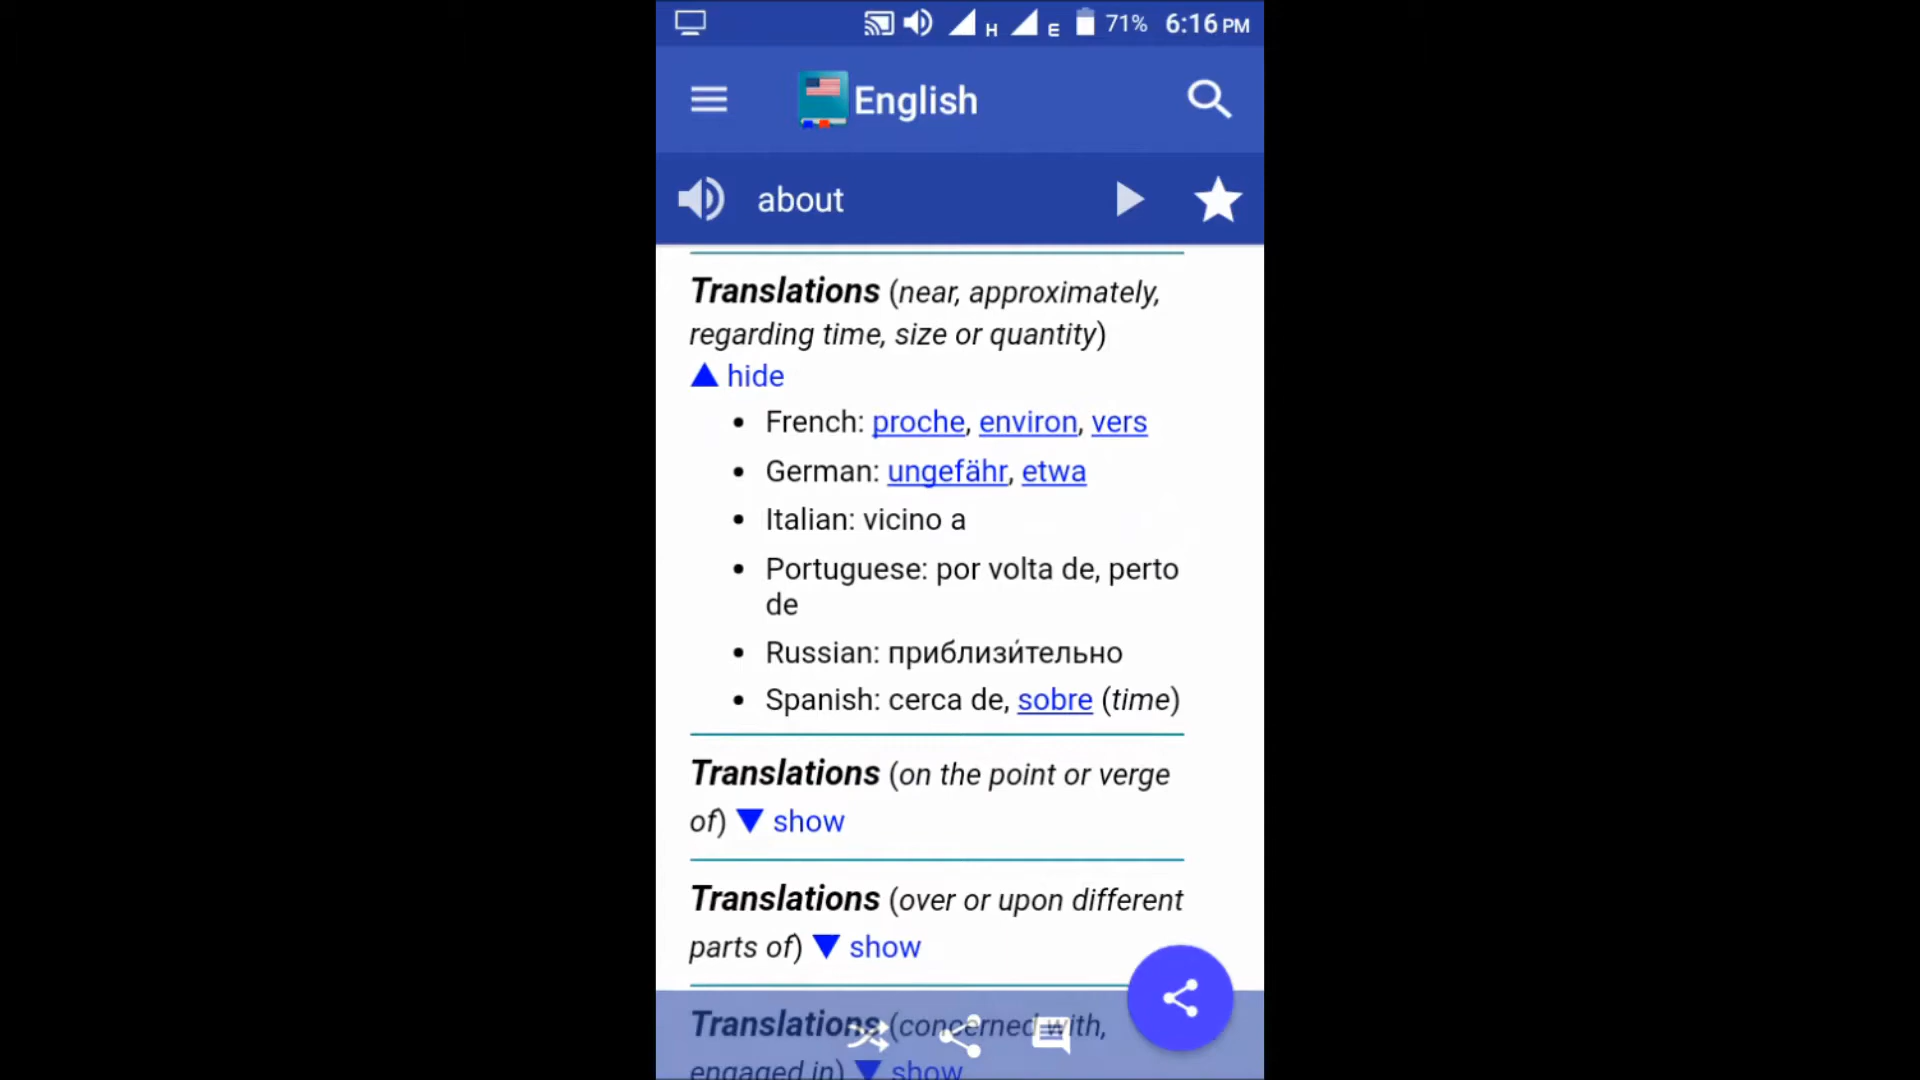 H E 71% 6:16 PM
English
about
Translations (near, approximately,
regarding time, size or quantity)
▲ hide
• French: proche, environ, vers
• German: ungefähr, etwa
• Italian: vicino a
• Portuguese: por volta de, perto
de
• Russian: приблизи́тельно
• Spanish: cerca de, sobre (time)
Translations (on the point or verge
of) ▼ show
Translations (over or upon different
parts of) ▼ show
Translations (concerned with,
engaged in) ▼ show